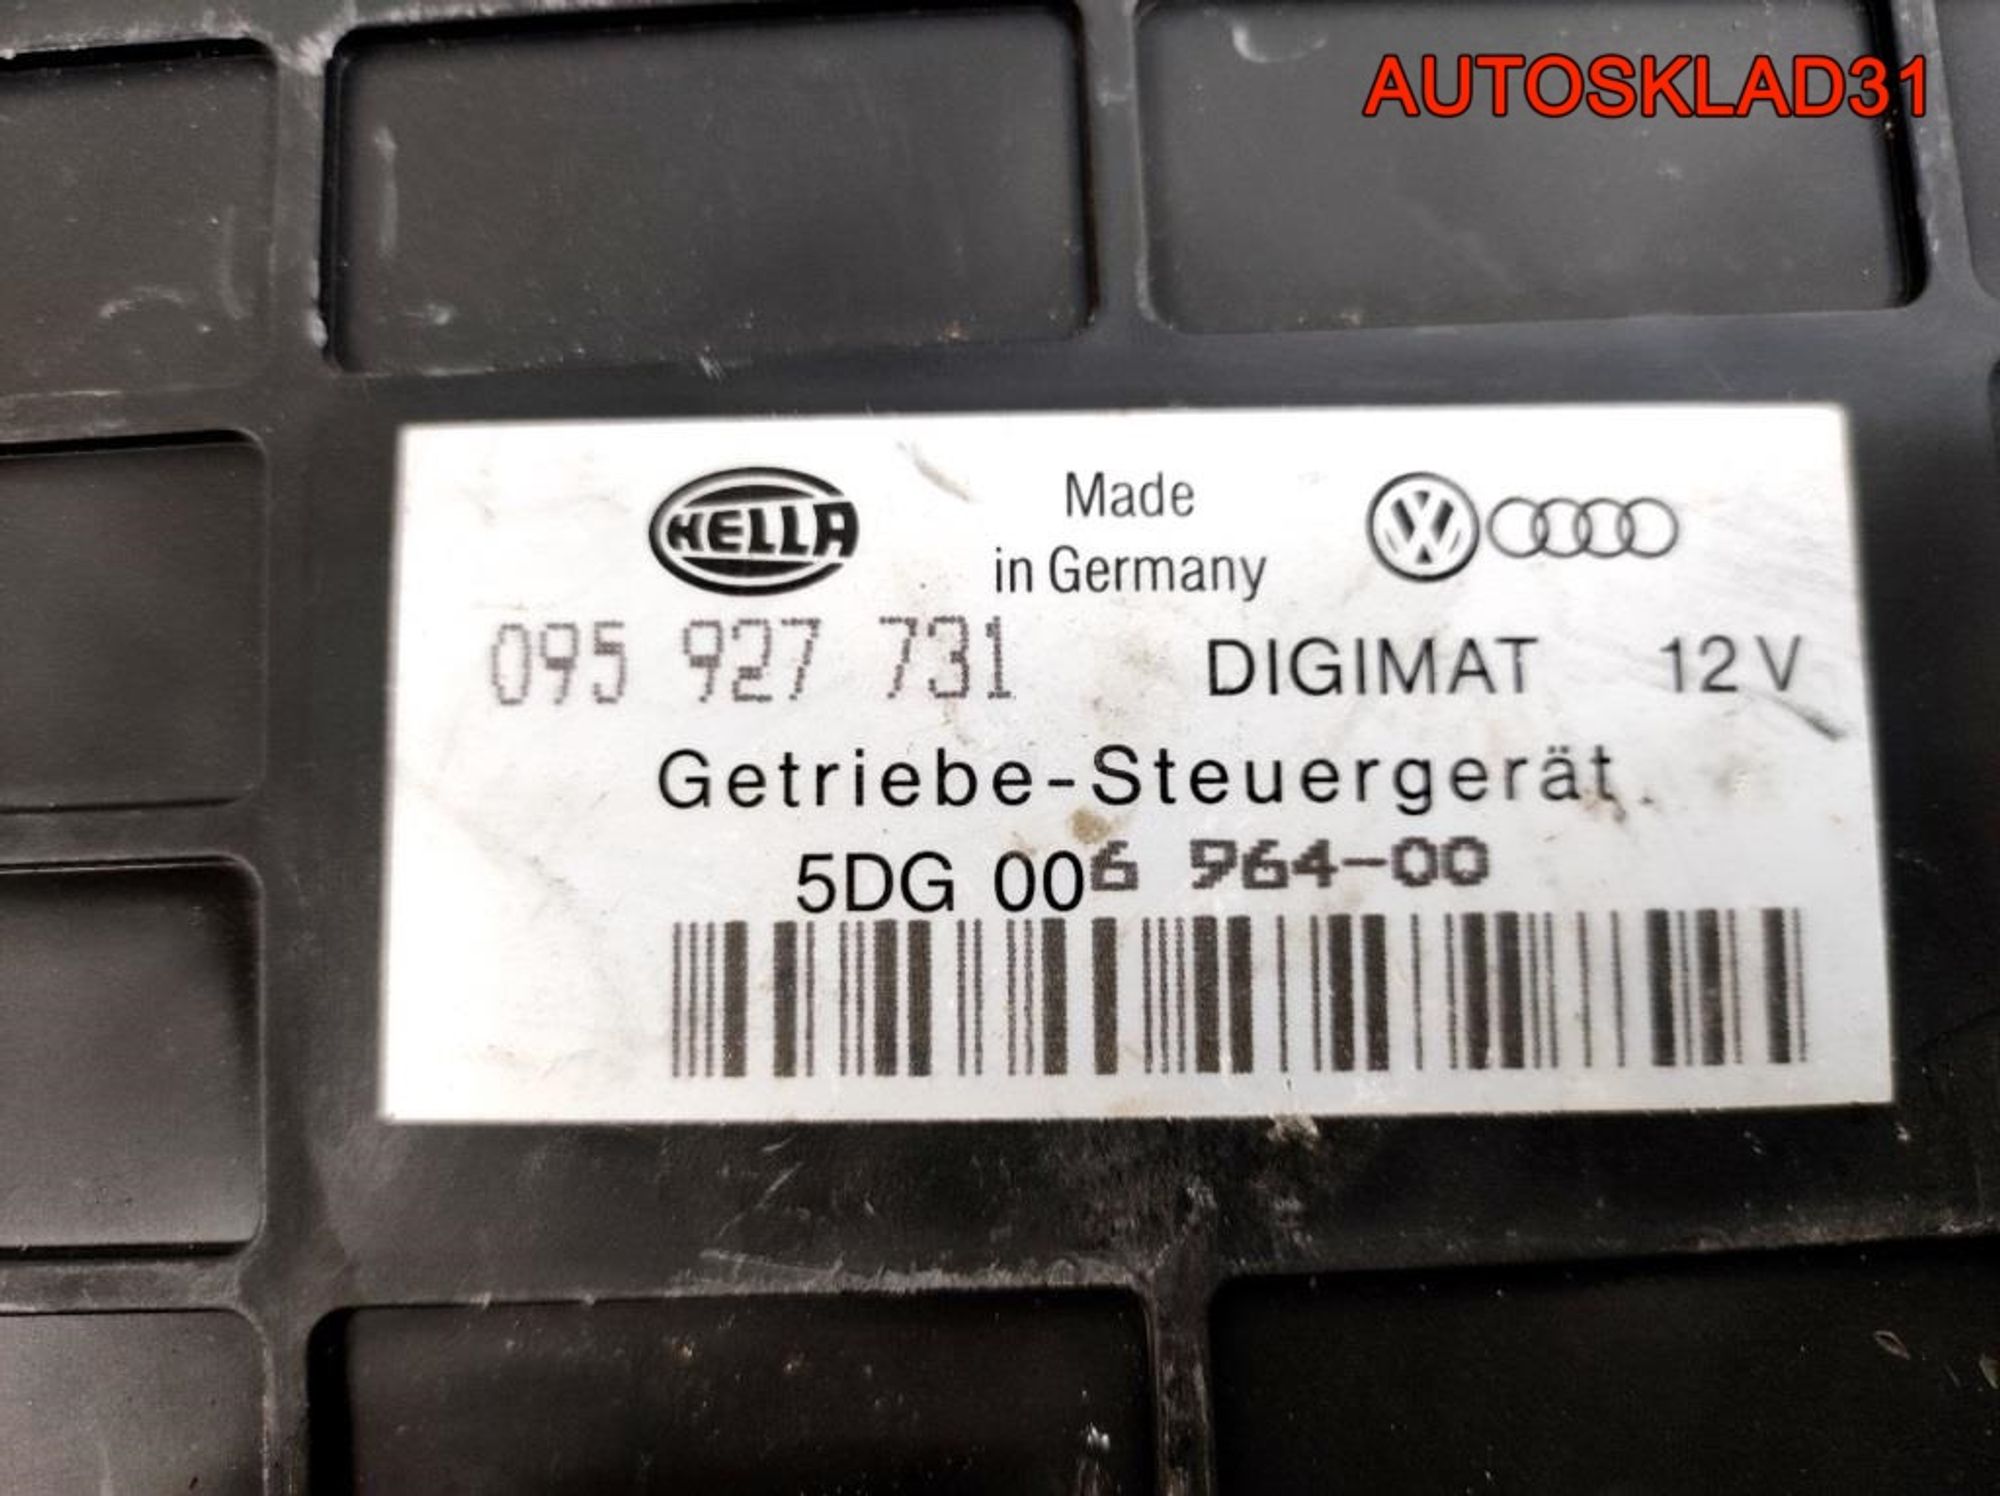 AUTOSKLAD31
HELLA
Made
in Germany
095 927 731 DIGIMAT 12V
Getriebe-Steuergerät
5DG 006 964-00